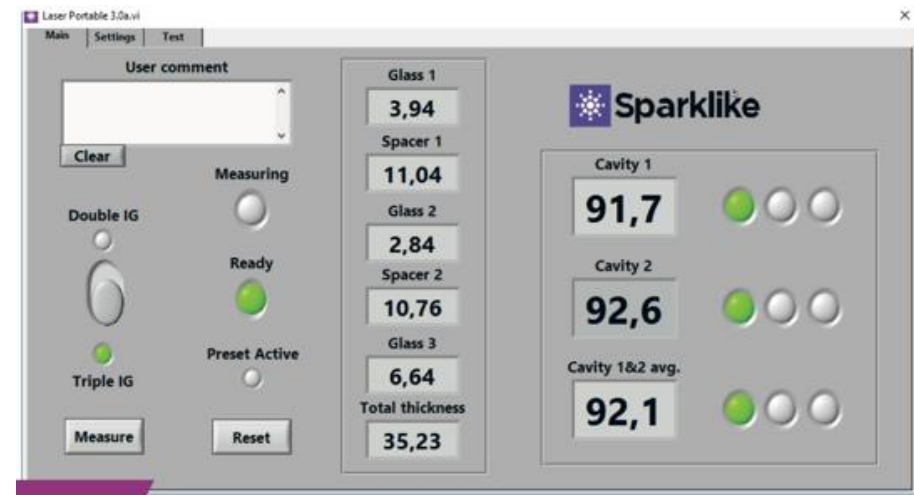 Laser Portable 3.0a.vi
Main Settings Test
User comment
Clear
Measuring
Double IG
Ready
Preset Active
Triple IG
Measure
Reset
Glass 1
3,94
Spacer 1
11,04
Glass 2
2,84
Spacer 2
10,76
Glass 3
6,64
Total thickness
35,23
Sparklike
Cavity 1
91,7
Cavity 2
92,6
Cavity 1&2 avg.
92,1